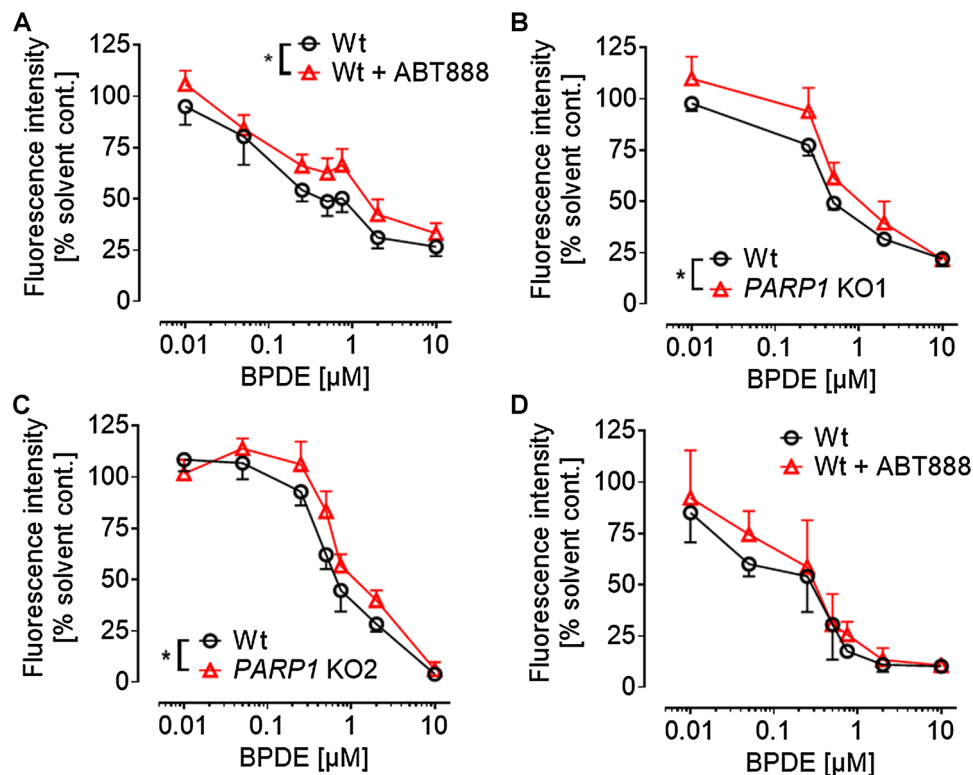 A
Fluorescence intensity
[% solvent cont.]
125
100
75
50
25
0
* Wt
Wt + ABT888
0.01 0.1 1 10
BPDE [µM]
B
Fluorescence intensity
[% solvent cont.]
125
100
75
50
25
0
* Wt
PARP1 KO1
0.01 0.1 1 10
BPDE [µM]
C
Fluorescence intensity
[% solvent cont.]
125
100
75
50
25
0
* Wt
PARP1 KO2
0.01 0.1 1 10
BPDE [µM]
D
Fluorescence intensity
[% solvent cont.]
125
100
75
50
25
0
Wt
Wt + ABT888
0.01 0.1 1 10
BPDE [µM]